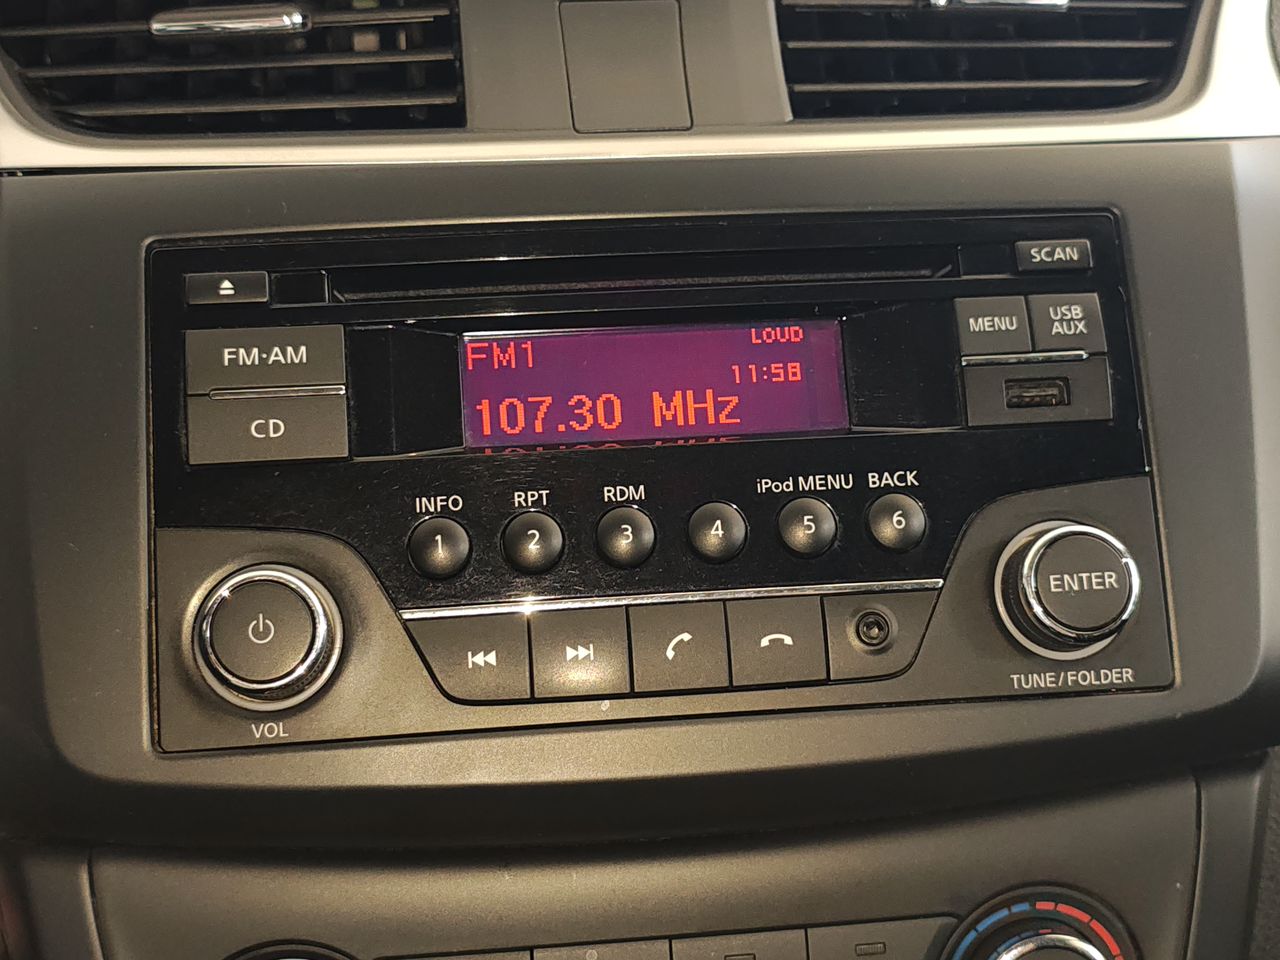 SCAN
MENU
USB
AUX
FM·AM
CD
LOUD
FM1
11:58
107.30 MHz
INFO
RPT
RDM
iPod MENU
BACK
1
2
3
4
5
6
VOL
ENTER
TUNE/FOLDER